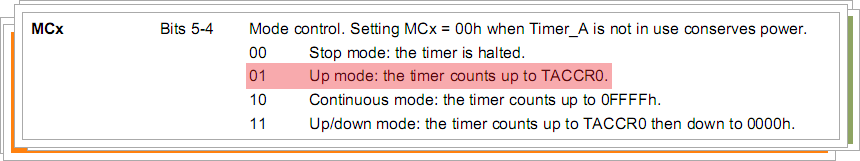 MCx Bits 5-4 Mode control. Setting MCx = 00h when Timer_A is not in use conserves power.
00 Stop mode: the timer is halted.
01 Up mode: the timer counts up to TACCR0.
10 Continuous mode: the timer counts up to 0FFFFh.
11 Up/down mode: the timer counts up to TACCR0 then down to 0000h.